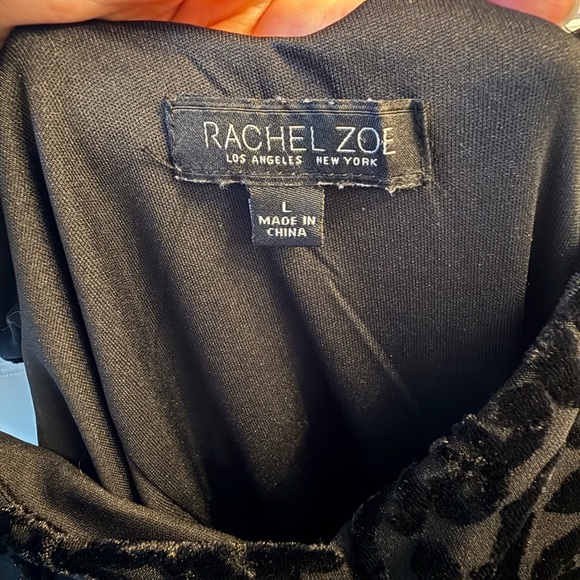 RACHEL ZOE
LOS ANGELES NEW YORK
L
MADE IN
CHINA